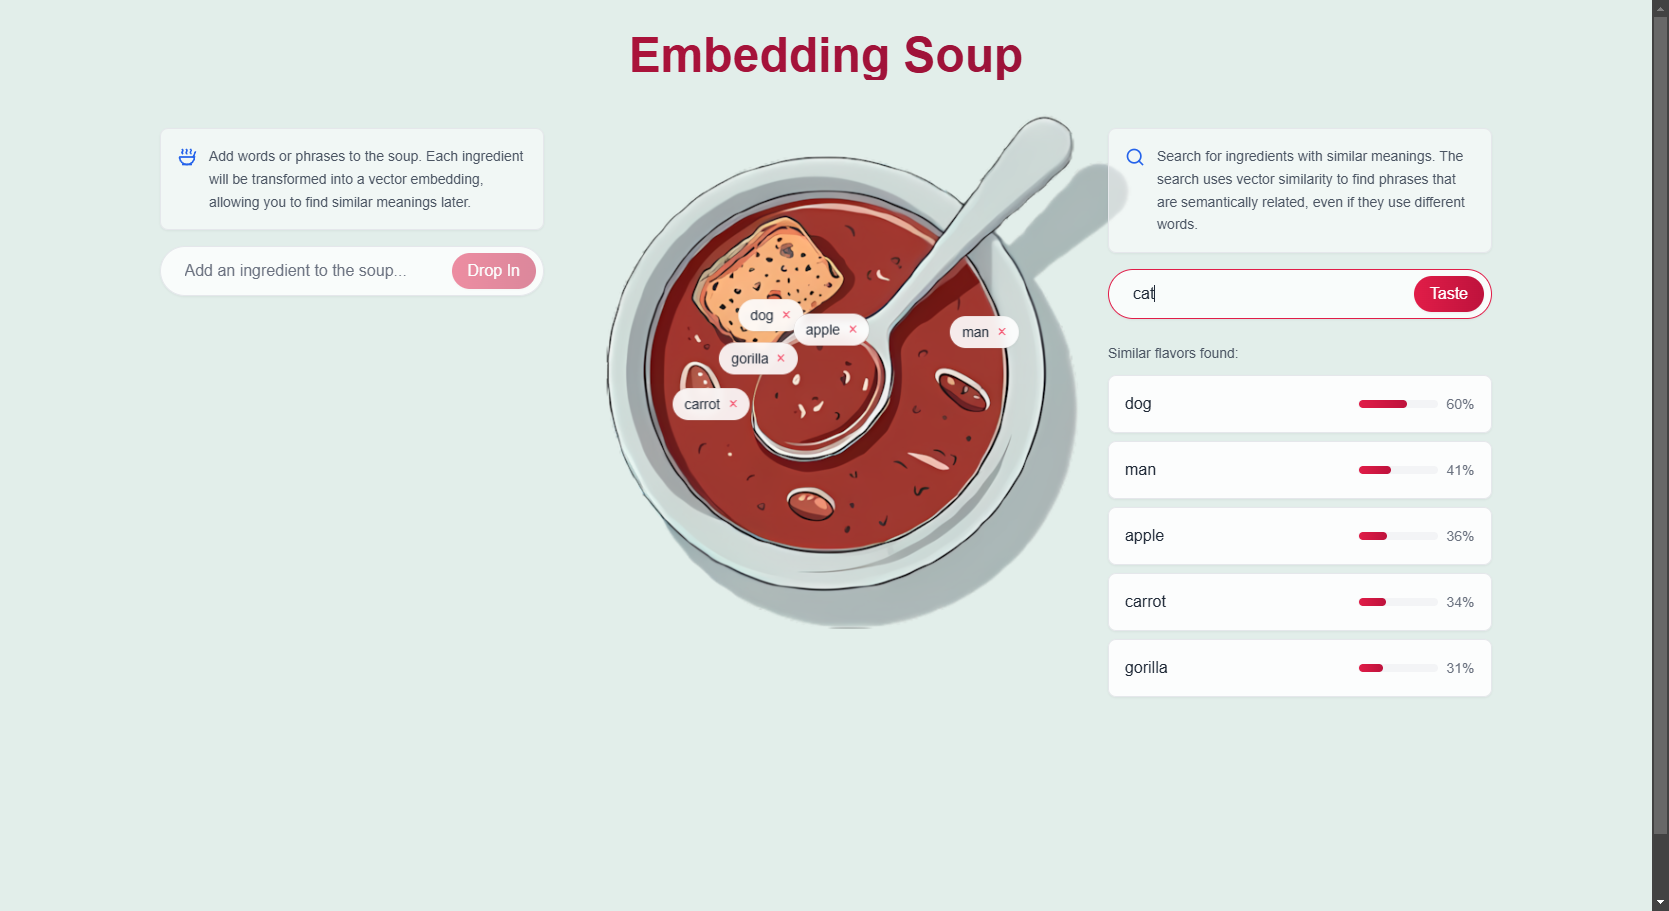 Embedding Soup
Add words or phrases to the soup. Each ingredient
will be transformed into a vector embedding,
allowing you to find similar meanings later.
Add an ingredient to the soup...
Drop In
dog ×
apple ×
man ×
gorilla ×
carrot ×
Search for ingredients with similar meanings. The
search uses vector similarity to find phrases that
are semantically related, even if they use different
words.
cat
Taste
Similar flavors found:
dog 60%
man 41%
apple 36%
carrot 34%
gorilla 31%